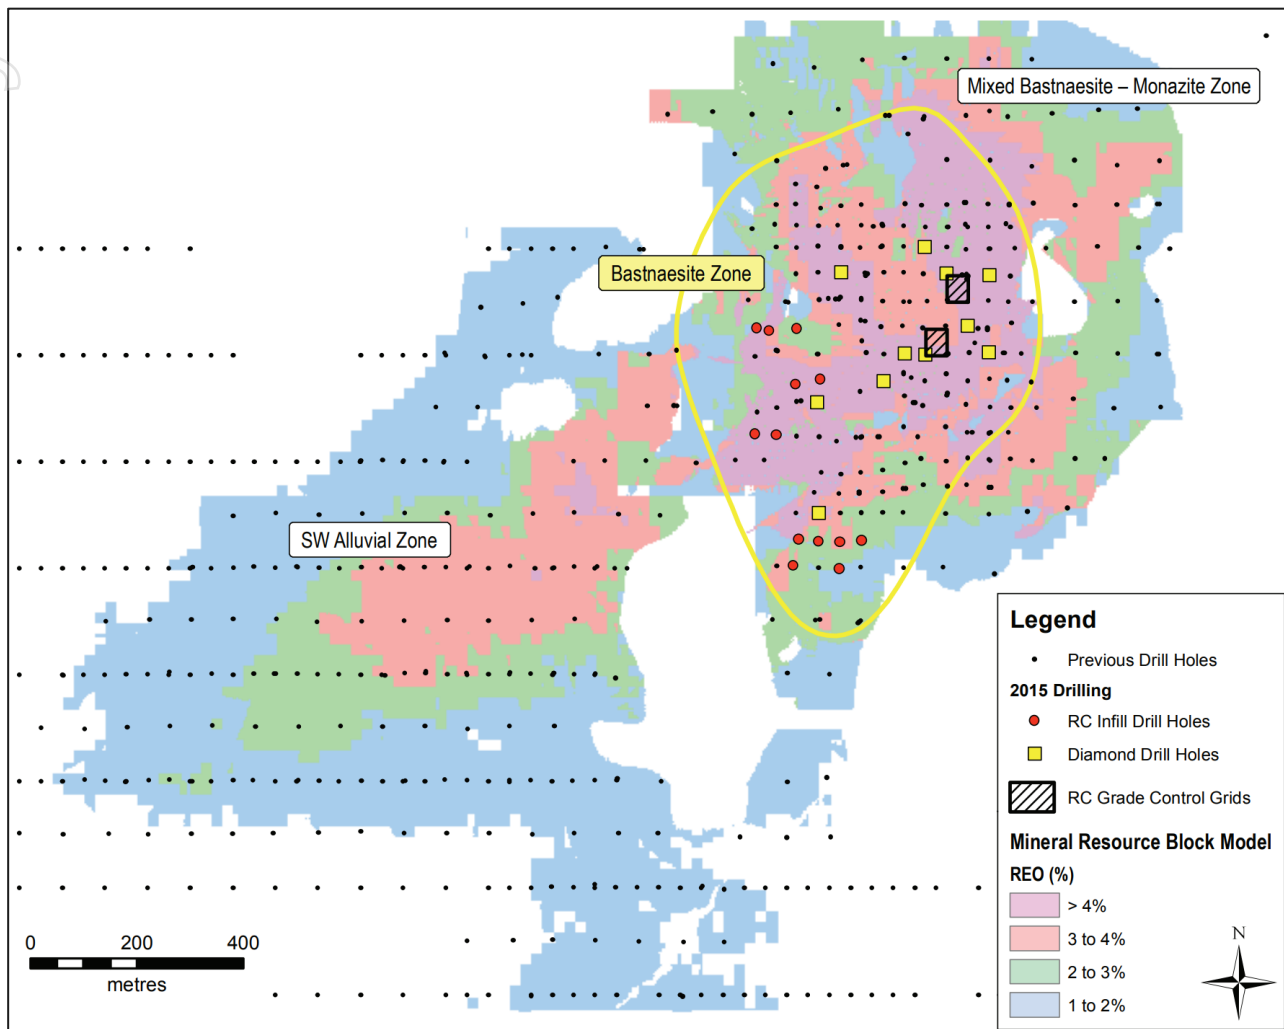 Mixed Bastnaesite – Monazite Zone
Bastnaesite Zone
SW Alluvial Zone
Legend
Previous Drill Holes
2015 Drilling
RC Infill Drill Holes
Diamond Drill Holes
RC Grade Control Grids
Mineral Resource Block Model
REO (%)
> 4%
3 to 4%
2 to 3%
1 to 2%
N
0 200 400
metres